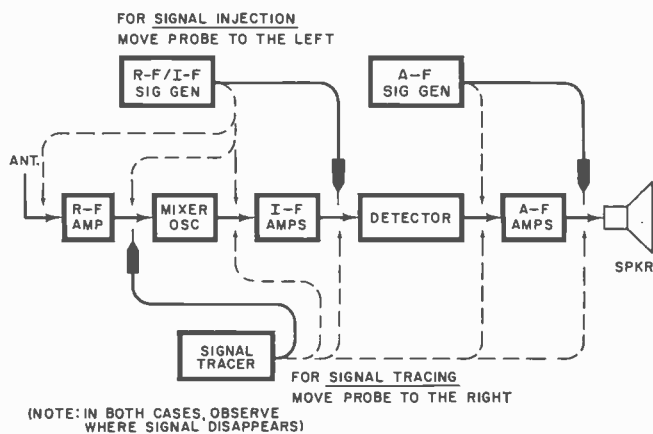 FOR SIGNAL INJECTION
MOVE PROBE TO THE LEFT
R-F/I-F
SIG GEN
A-F
SIG GEN
ANT.
R-F
AMP
MIXER
OSC
I-F
AMPS
DETECTOR
A-F
AMPS
SPKR
SIGNAL
TRACER
FOR SIGNAL TRACING
MOVE PROBE TO THE RIGHT
(NOTE: IN BOTH CASES, OBSERVE
WHERE SIGNAL DISAPPEARS)